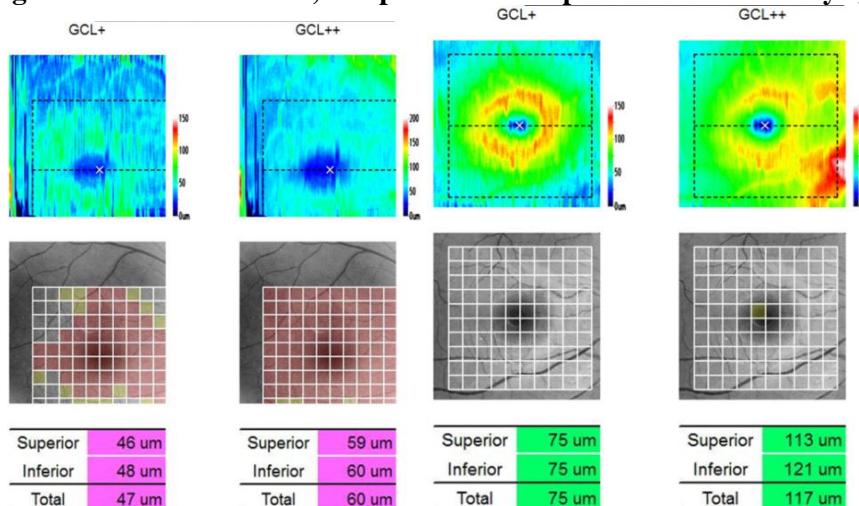 GCL+
GCL++
GCL+
GCL++
150
100
50
0um
200
150
100
50
0um
150
100
50
0um
Superior 46 um
Inferior 48 um
Total 47 um
Superior 59 um
Inferior 60 um
Total 60 um
Superior 75 um
Inferior 75 um
Total 75 um
Superior 113 um
Inferior 121 um
Total 117 um